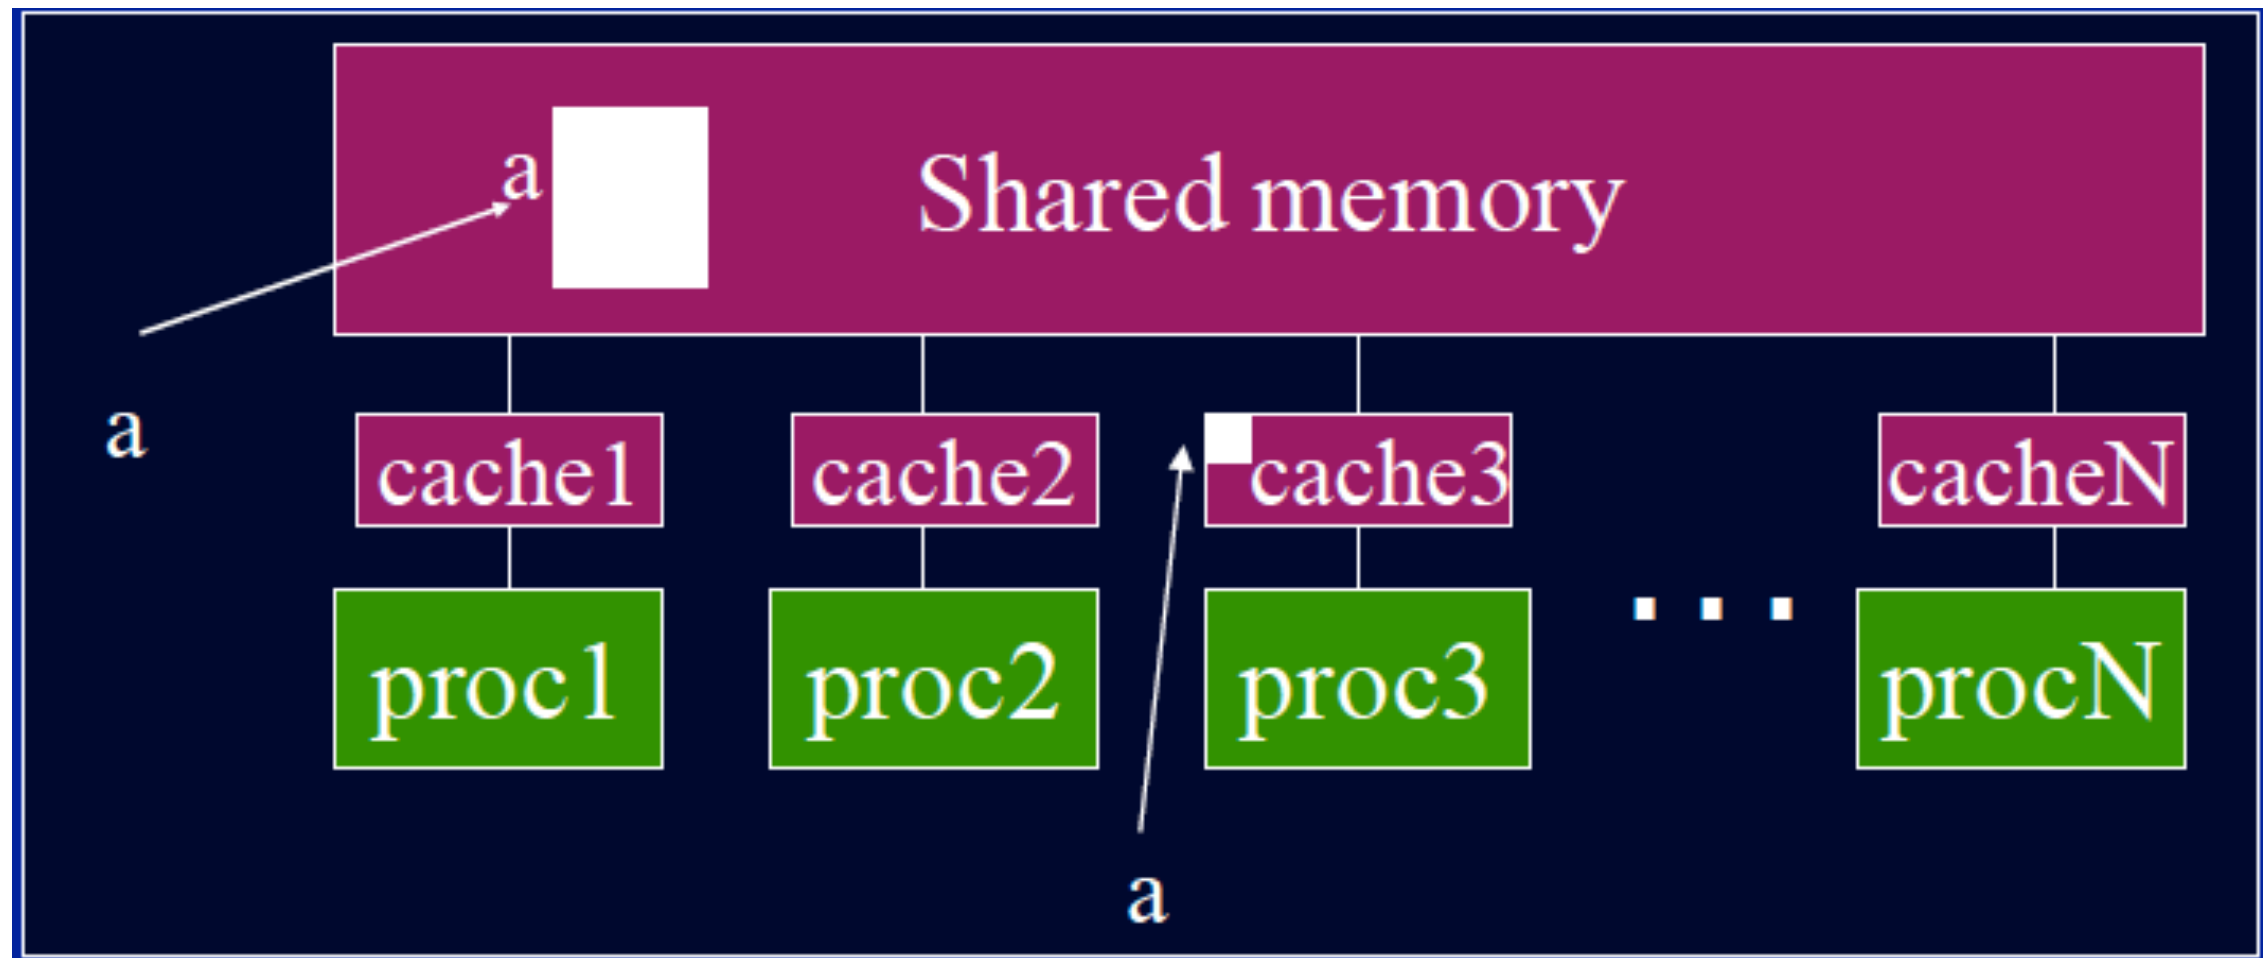 a
Shared memory
a
cache1
cache2
cache3
cacheN
. . .
proc1
proc2
proc3
procN
a